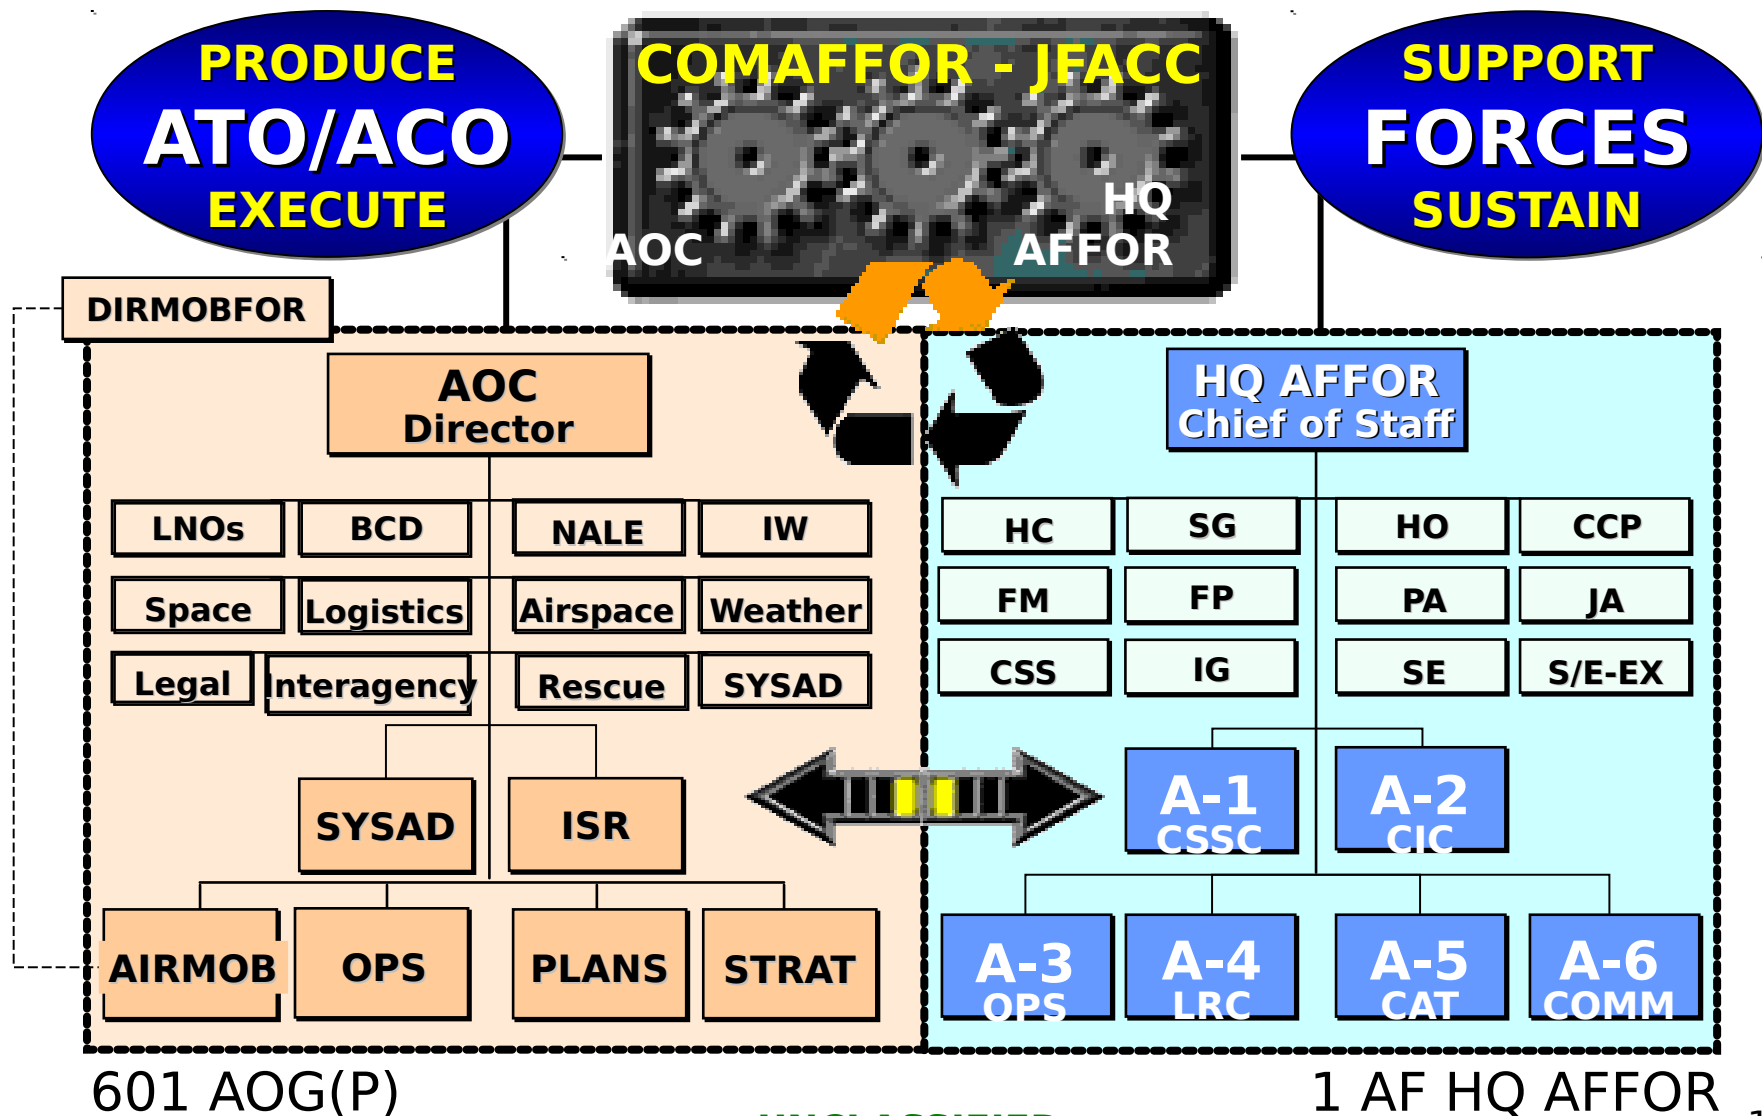 PRODUCE
ATO/ACO
EXECUTE
COMAFFOR - JFACC
AOC
HQ
AFFOR
SUPPORT
FORCES
SUSTAIN
DIRMOBFOR
AOC
Director
LNOs
BCD
NALE
IW
Space
Logistics
Airspace
Weather
Legal
Interagency
Rescue
SYSAD
SYSAD
ISR
AIRMOB
OPS
PLANS
STRAT
HQ AFFOR
Chief of Staff
HC
SG
HO
CCP
FM
FP
PA
JA
CSS
IG
SE
S/E-EX
A-1
CSSC
A-2
CIC
A-3
OPS
A-4
LRC
A-5
CAT
A-6
COMM
601 AOG(P)
1 AF HQ AFFOR
UNCLASSIFIED